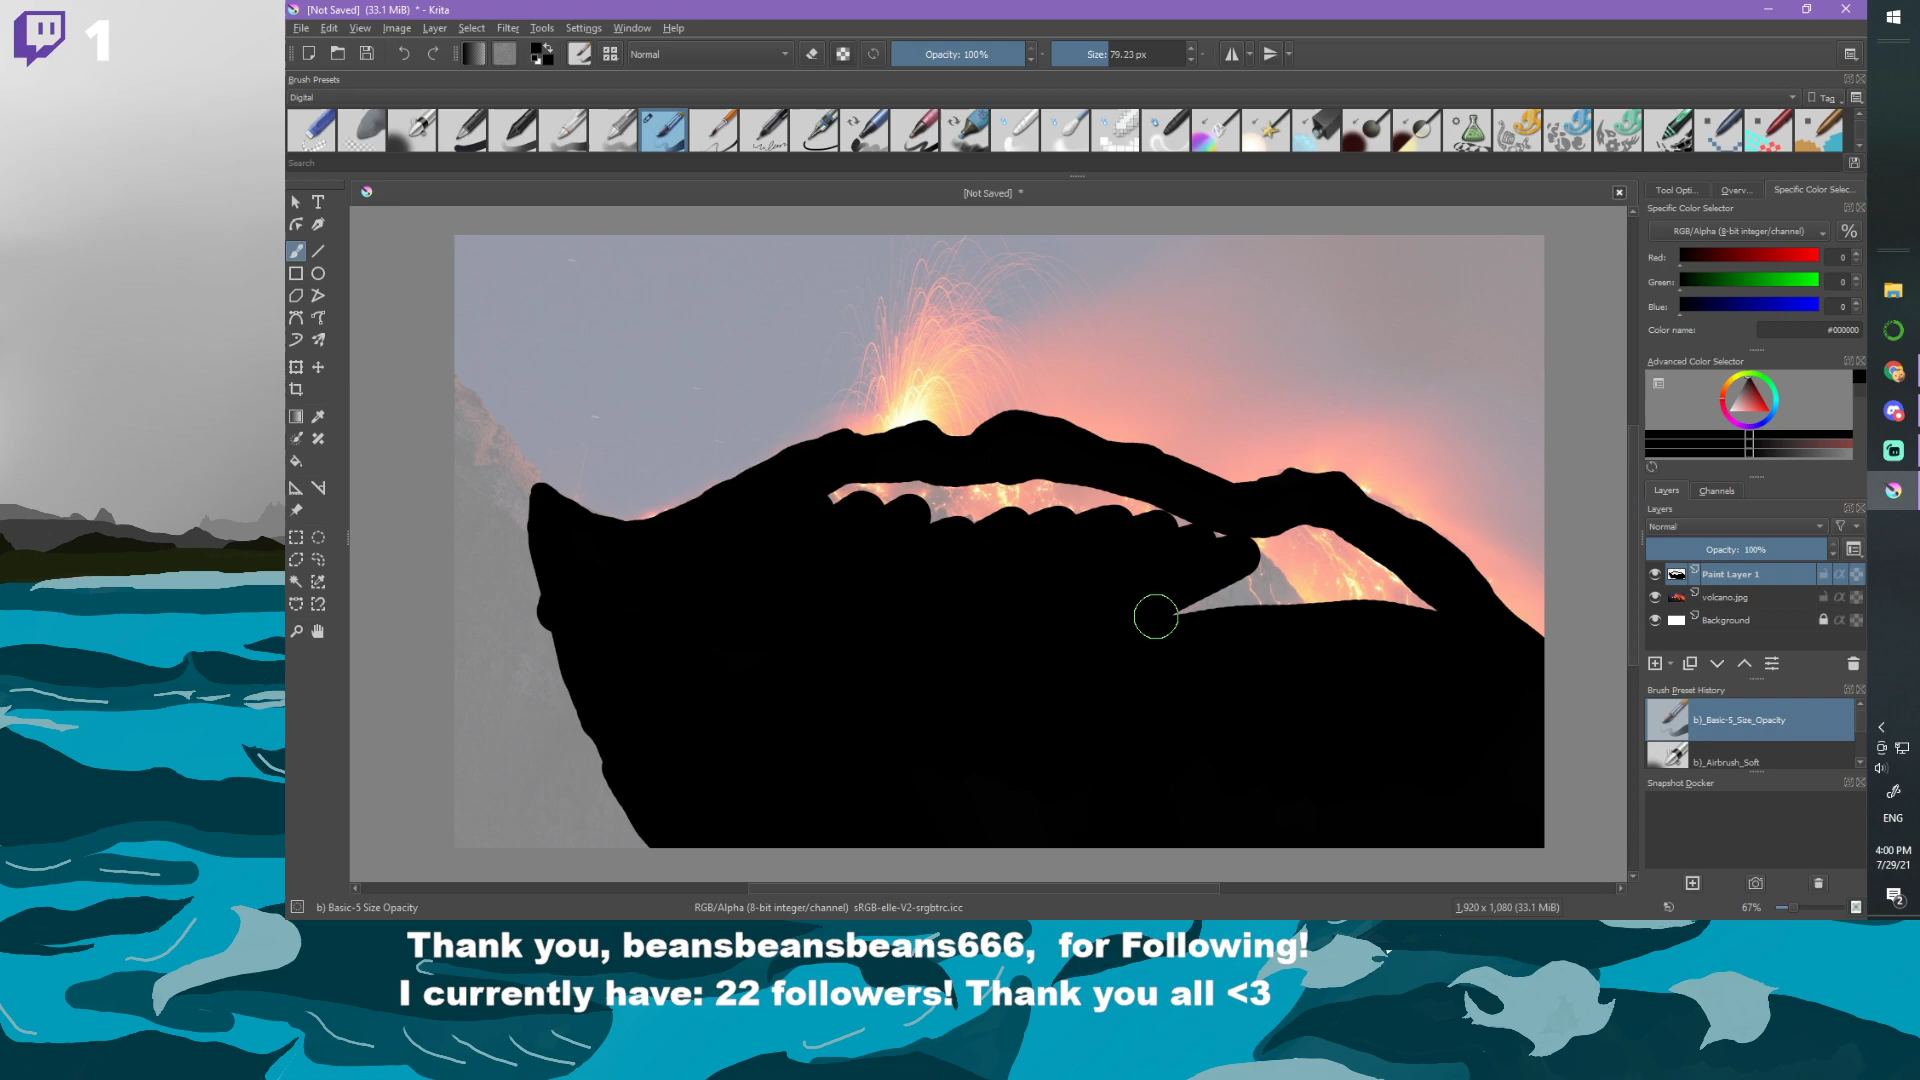 1
[Not Saved] (33.1 MiB) * - Krita
File Edit View Image Layer Select Filter Tools Settings Window Help
Normal
Opacity: 100%
Size: 79.23 px
Brush Presets
Digital
Tag
Search
[Not Saved] *
Tool Opti... Overv... Specific Color Selec...
Specific Color Selector
RGB/Alpha (8-bit integer/channel)
%
Red: 0
Green: 0
Blue: 0
Color name: #000000
Advanced Color Selector
Layers Channels
Layers
Normal
Opacity: 100%
Paint Layer 1
volcano.jpg
Background
Brush Preset History
b)_Basic-5_Size_Opacity
b)_Airbrush_Soft
Snapshot Docker
ENG
4:00 PM
7/29/21
2
b) Basic-5 Size Opacity
RGB/Alpha (8-bit integer/channel) sRGB-elle-V2-srgbtrc.icc
1,920 x 1,080 (33.1 MiB)
67%
Thank you, beansbeansbeans666, for Following!
I currently have: 22 followers! Thank you all <3